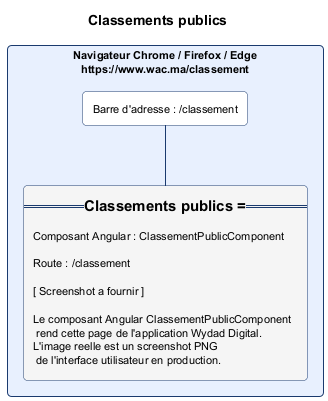 Classements publics
Navigateur Chrome / Firefox / Edge
https://www.wac.ma/classement
Barre d'adresse : /classement
Classements publics =
Composant Angular : ClassementPublicComponent
Route : /classement
[ Screenshot a fournir ]
Le composant Angular ClassementPublicComponent
rend cette page de l'application Wydad Digital.
L'image reelle est un screenshot PNG
de l'interface utilisateur en production.